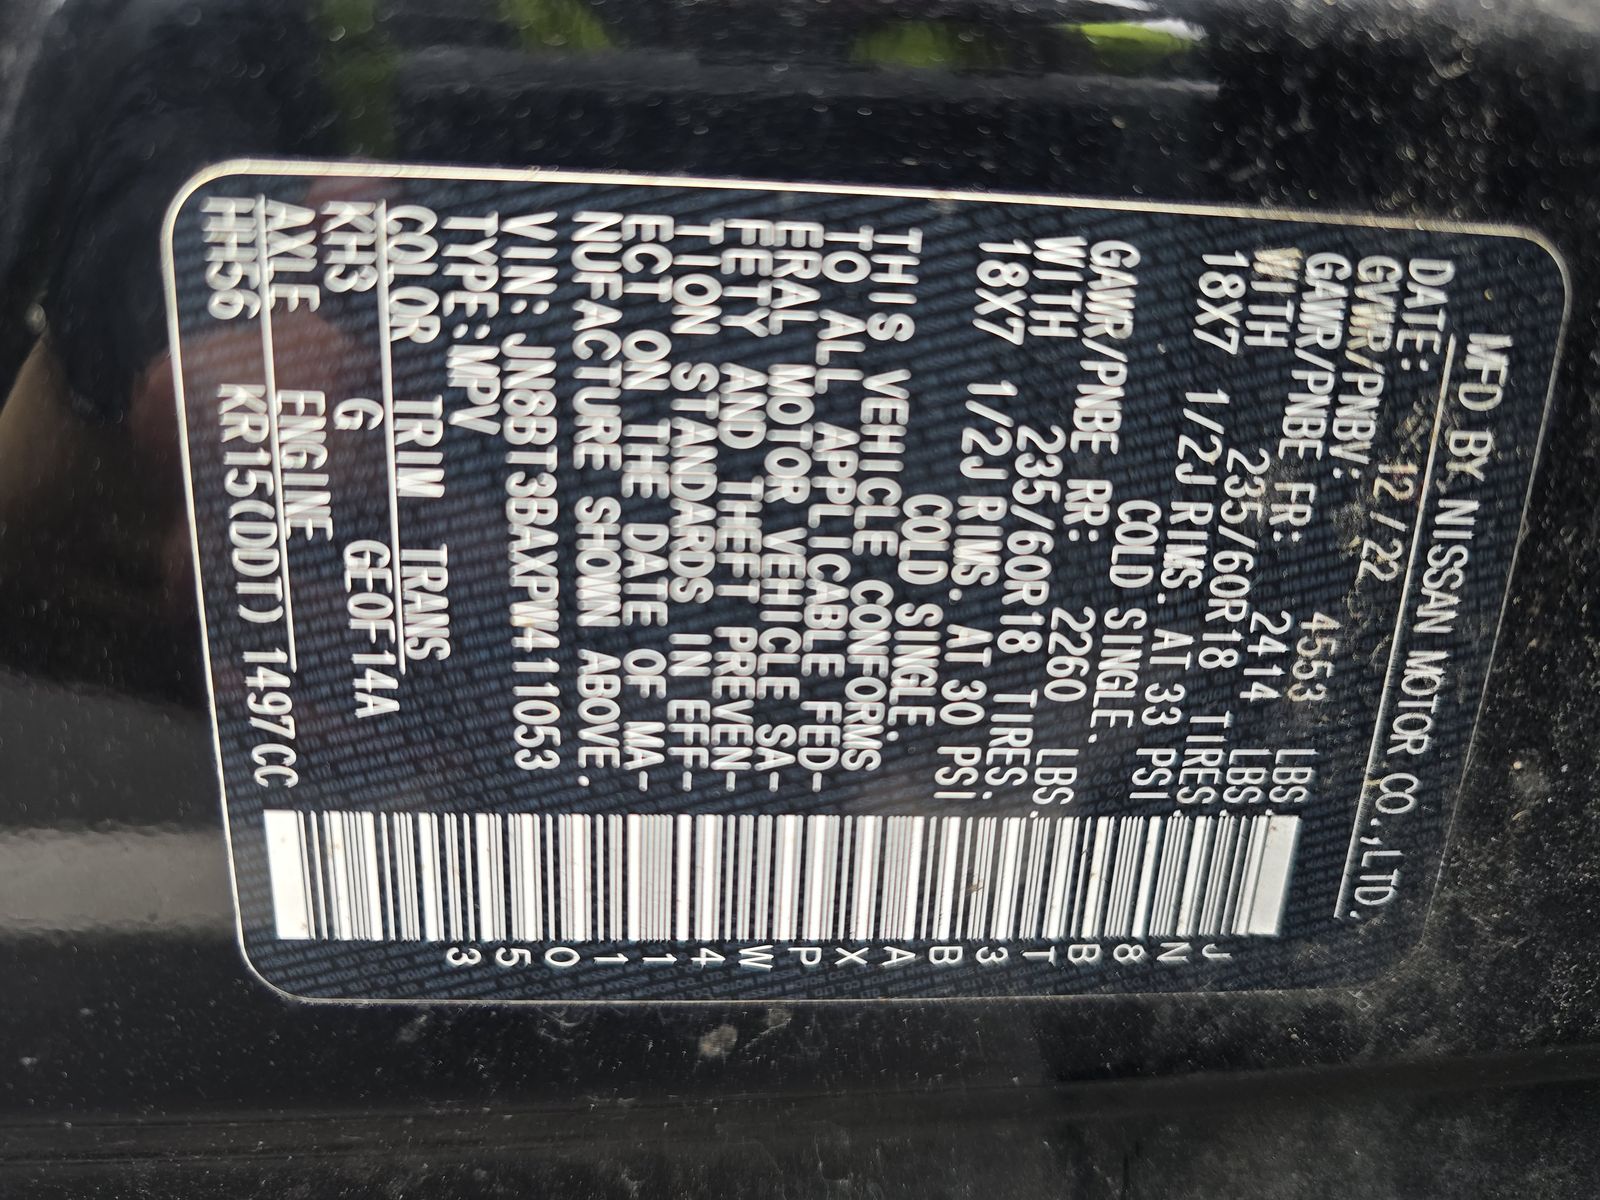 MFD BY:NISSAN MOTOR CO.,LTD.
DATE: 12/22
GVWR/PNBV: 4553 LBS.
GAWR/PNBE FR: 2414 LBS.
WITH 235/60R18 TIRES.
18X7 1/2J RIMS. AT 33 PSI
COLD SINGLE.
GAWR/PNBE RR: 2260 LBS.
WITH 235/60R18 TIRES.
18X7 1/2J RIMS. AT 30 PSI
COLD SINGLE.
THIS VEHICLE CONFORMS
TO ALL APPLICABLE FED-
ERAL MOTOR VEHICLE SA-
FETY AND THEFT PREVEN-
TION STANDARDS IN EFF-
ECT ON THE DATE OF MA-
NUFACTURE SHOWN ABOVE.
VIN: JN8BT3BAXPW411053
TYPE:MPV
COLOR TRIM TRANS
KH3 G GEOF14A
AXLE ENGINE
HH56 KR15(DDT) 1497CC
JN8BT3BAXPW411053